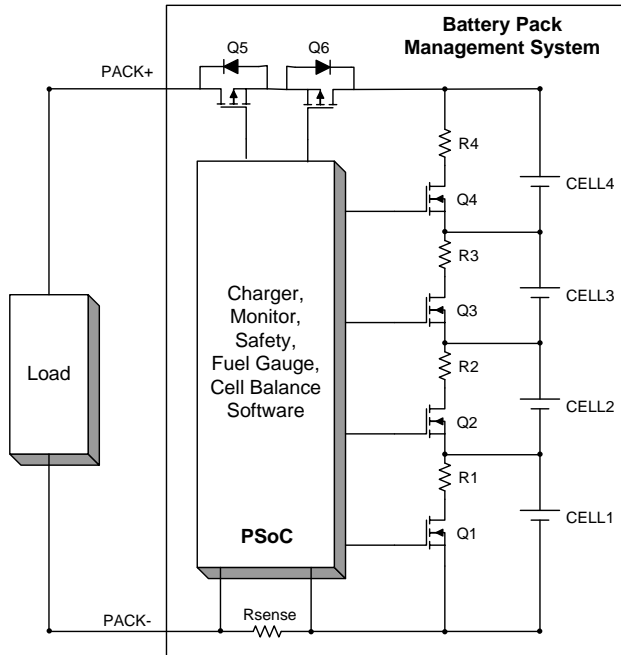 Battery Pack
Management System
Q5
Q6
PACK+
R4
Q4
CELL4
R3
Q3
CELL3
R2
Q2
CELL2
R1
Q1
CELL1
Charger,
Monitor,
Safety,
Fuel Gauge,
Cell Balance
Software
PSoC
Load
PACK-
Rsense